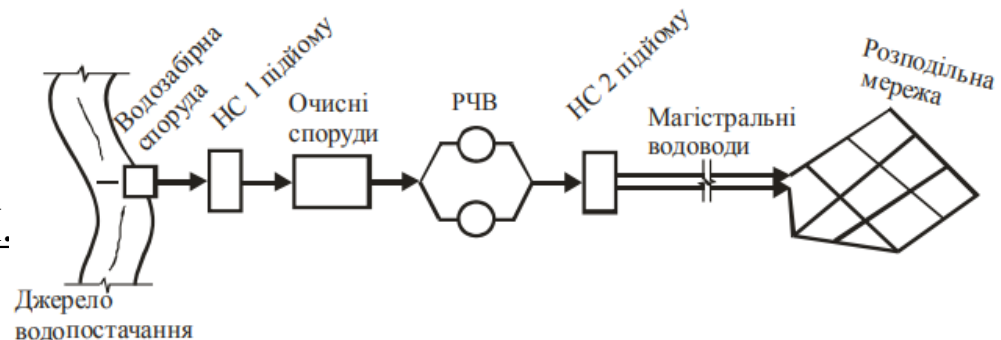 Водозабірна
споруда
НС 1 підйому
Очисні
споруди
РЧВ
НС 2 підйому
Магістральні
водоводи
Розподільна
мережа
Джерело
водопостачання